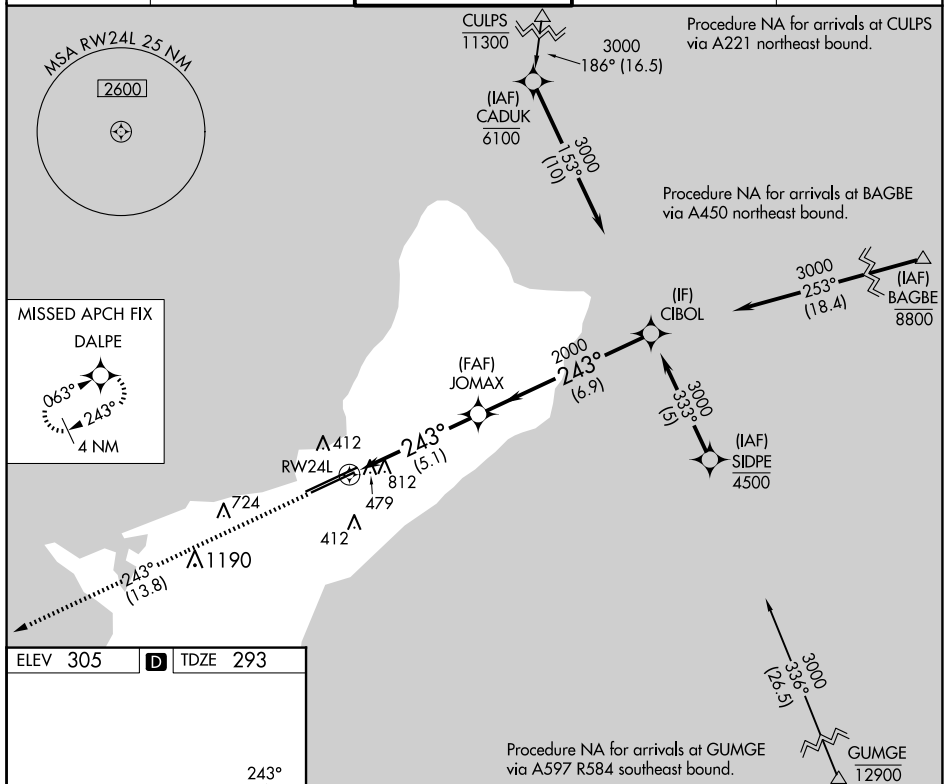 MSA RW24L 25 NM
2600
CULPS
11300
3000
186° (16.5)
Procedure NA for arrivals at CULPS
via A221 northeast bound.
(IAF)
CADUK
6100
3000
153°
(10)
Procedure NA for arrivals at BAGBE
via A450 northeast bound.
3000
253°
(18.4)
(IAF)
BAGBE
8800
(IF)
CIBOL
MISSED APCH FIX
DALPE
063°
243°
4 NM
2000
243°
(6.9)
(FAF)
JOMAX
3000
333°
(5)
(IAF)
SIDPE
4500
412
RW24L
243°
(5.1)
812
479
724
412
1190
243°
(13.8)
ELEV 305
D
TDZE 293
243°
3000
336°
(26.5)
Procedure NA for arrivals at GUMGE
via A597 R584 southeast bound.
GUMGE
12900